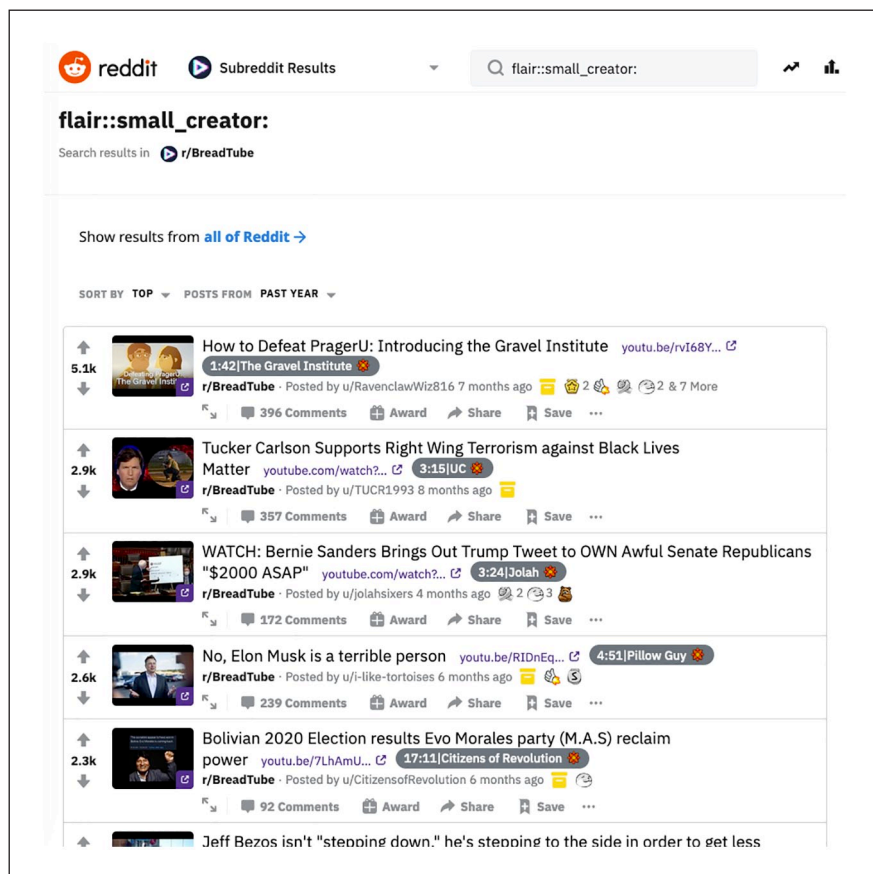 reddit Subreddit Results flair::small_creator:
flair::small_creator:
Search results in r/BreadTube
Show results from all of Reddit →
SORT BY TOP POSTS FROM PAST YEAR
How to Defeat PragerU: Introducing the Gravel Institute youtu.be/rvI68Y...
5.1k
1:42|The Gravel Institute
r/BreadTube · Posted by u/RavenclawWiz816 7 months ago 2 2 & 7 More
396 Comments Award Share Save ...
Tucker Carlson Supports Right Wing Terrorism against Black Lives
2.9k
Matter youtube.com/watch?... 3:15|UC
r/BreadTube · Posted by u/TUCR1993 8 months ago
357 Comments Award Share Save ...
WATCH: Bernie Sanders Brings Out Trump Tweet to OWN Awful Senate Republicans
2.9k
"$2000 ASAP" youtube.com/watch?... 3:24|Jolah
r/BreadTube · Posted by u/jolahsixers 4 months ago 2 3
172 Comments Award Share Save ...
No, Elon Musk is a terrible person youtu.be/RIDnEq... 4:51|Pillow Guy
2.6k
r/BreadTube · Posted by u/i-like-tortoises 6 months ago
239 Comments Award Share Save ...
Bolivian 2020 Election results Evo Morales party (M.A.S) reclaim
2.3k
power youtu.be/7LhAmU... 17:11|Citizens of Revolution
r/BreadTube · Posted by u/CitizensofRevolution 6 months ago
92 Comments Award Share Save ...
Jeff Bezos isn't "stepping down," he's stepping to the side in order to get less